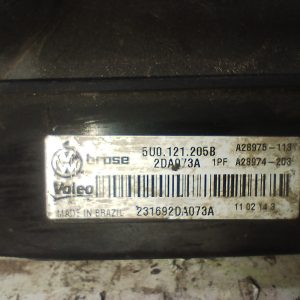 brose 5U0.121.205B A28975-113
2DA073A 1PF A28974-203
Valeo
MADE IN BRAZIL 231692DA073A 11 02 14 3